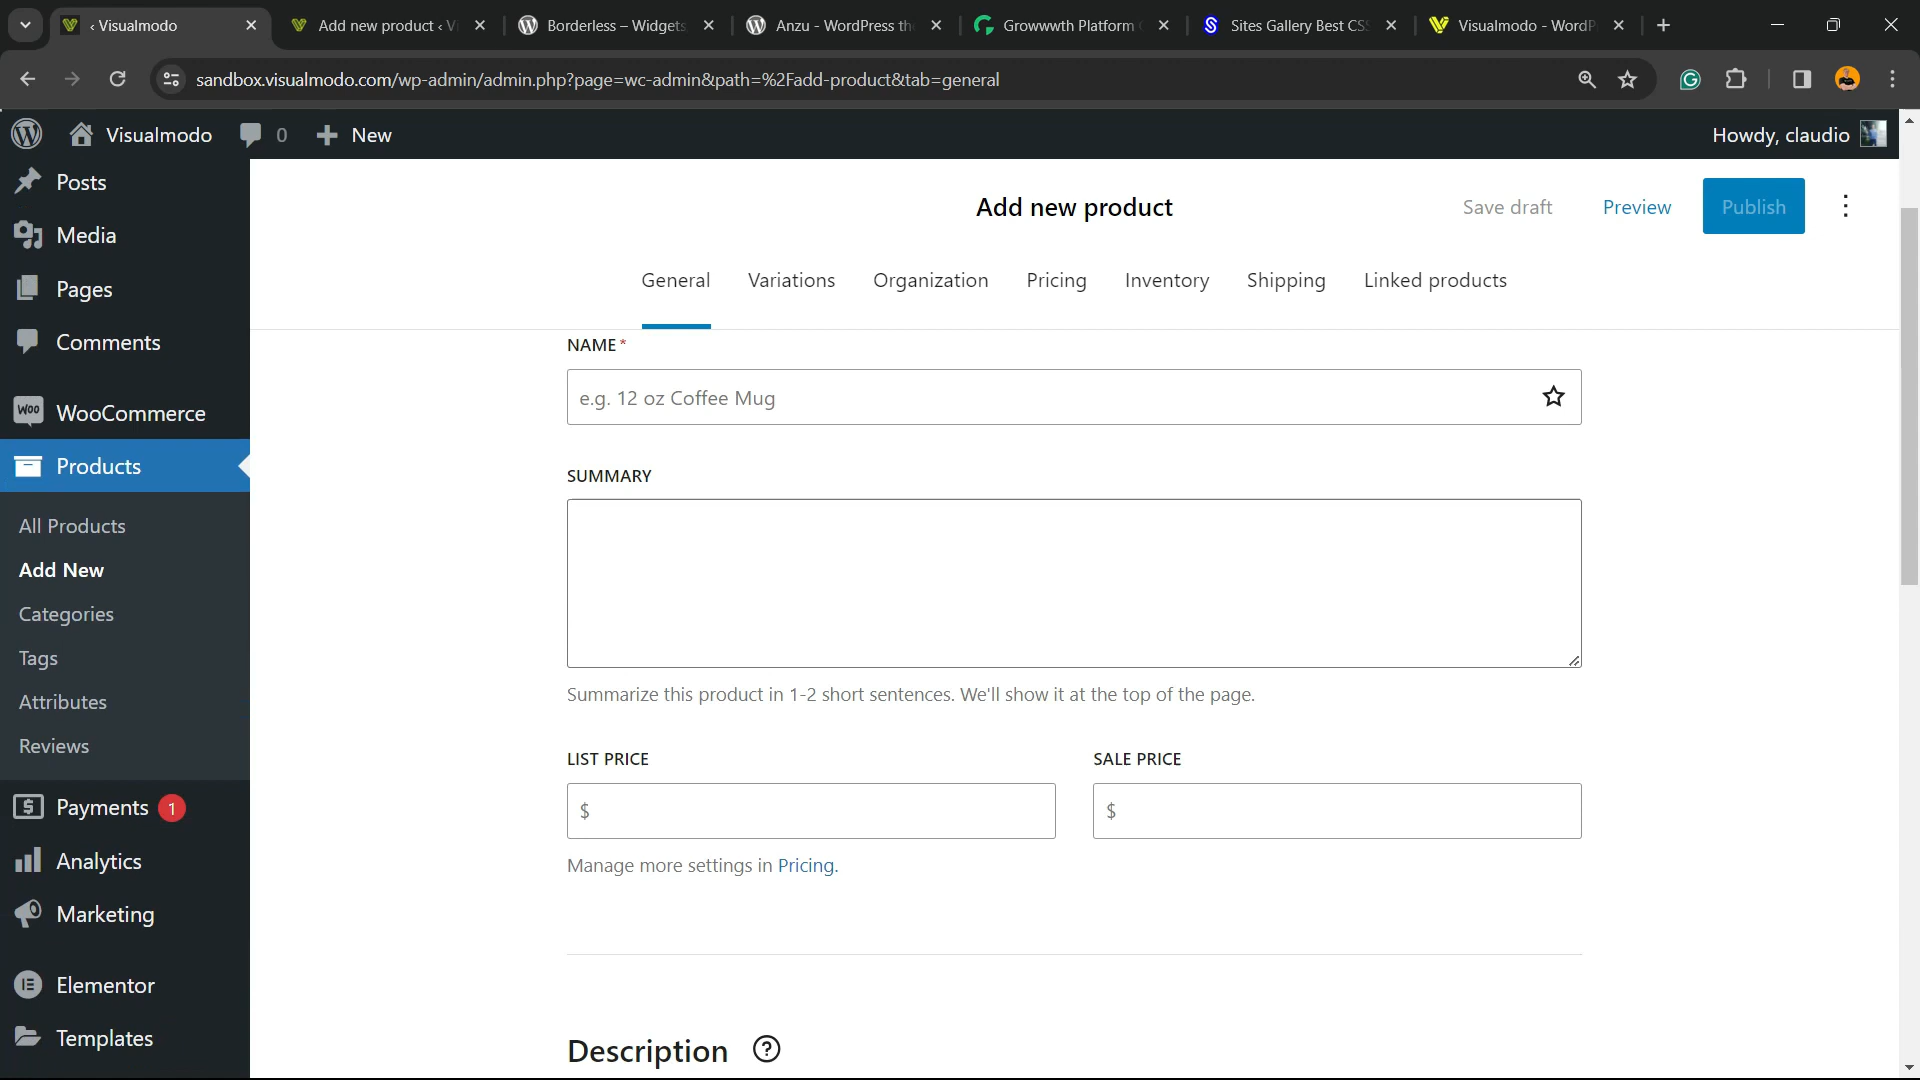 ‹ Visualmodo
Add new product ‹ Vi
Borderless – Widgets,
Anzu - WordPress th
Growwwth Platform
Sites Gallery Best CSS
Visualmodo - WordP
sandbox.visualmodo.com/wp-admin/admin.php?page=wc-admin&path=%2Fadd-product&tab=general
Visualmodo
0
New
Howdy, claudio
Posts
Media
Pages
Comments
Woo
WooCommerce
Products
All Products
Add New
Categories
Tags
Attributes
Reviews
Payments 1
Analytics
Marketing
Elementor
Templates
Add new product
Save draft
Preview
Publish
General
Variations
Organization
Pricing
Inventory
Shipping
Linked products
NAME *
e.g. 12 oz Coffee Mug
SUMMARY
Summarize this product in 1-2 short sentences. We'll show it at the top of the page.
LIST PRICE
SALE PRICE
$
$
Manage more settings in Pricing.
Description